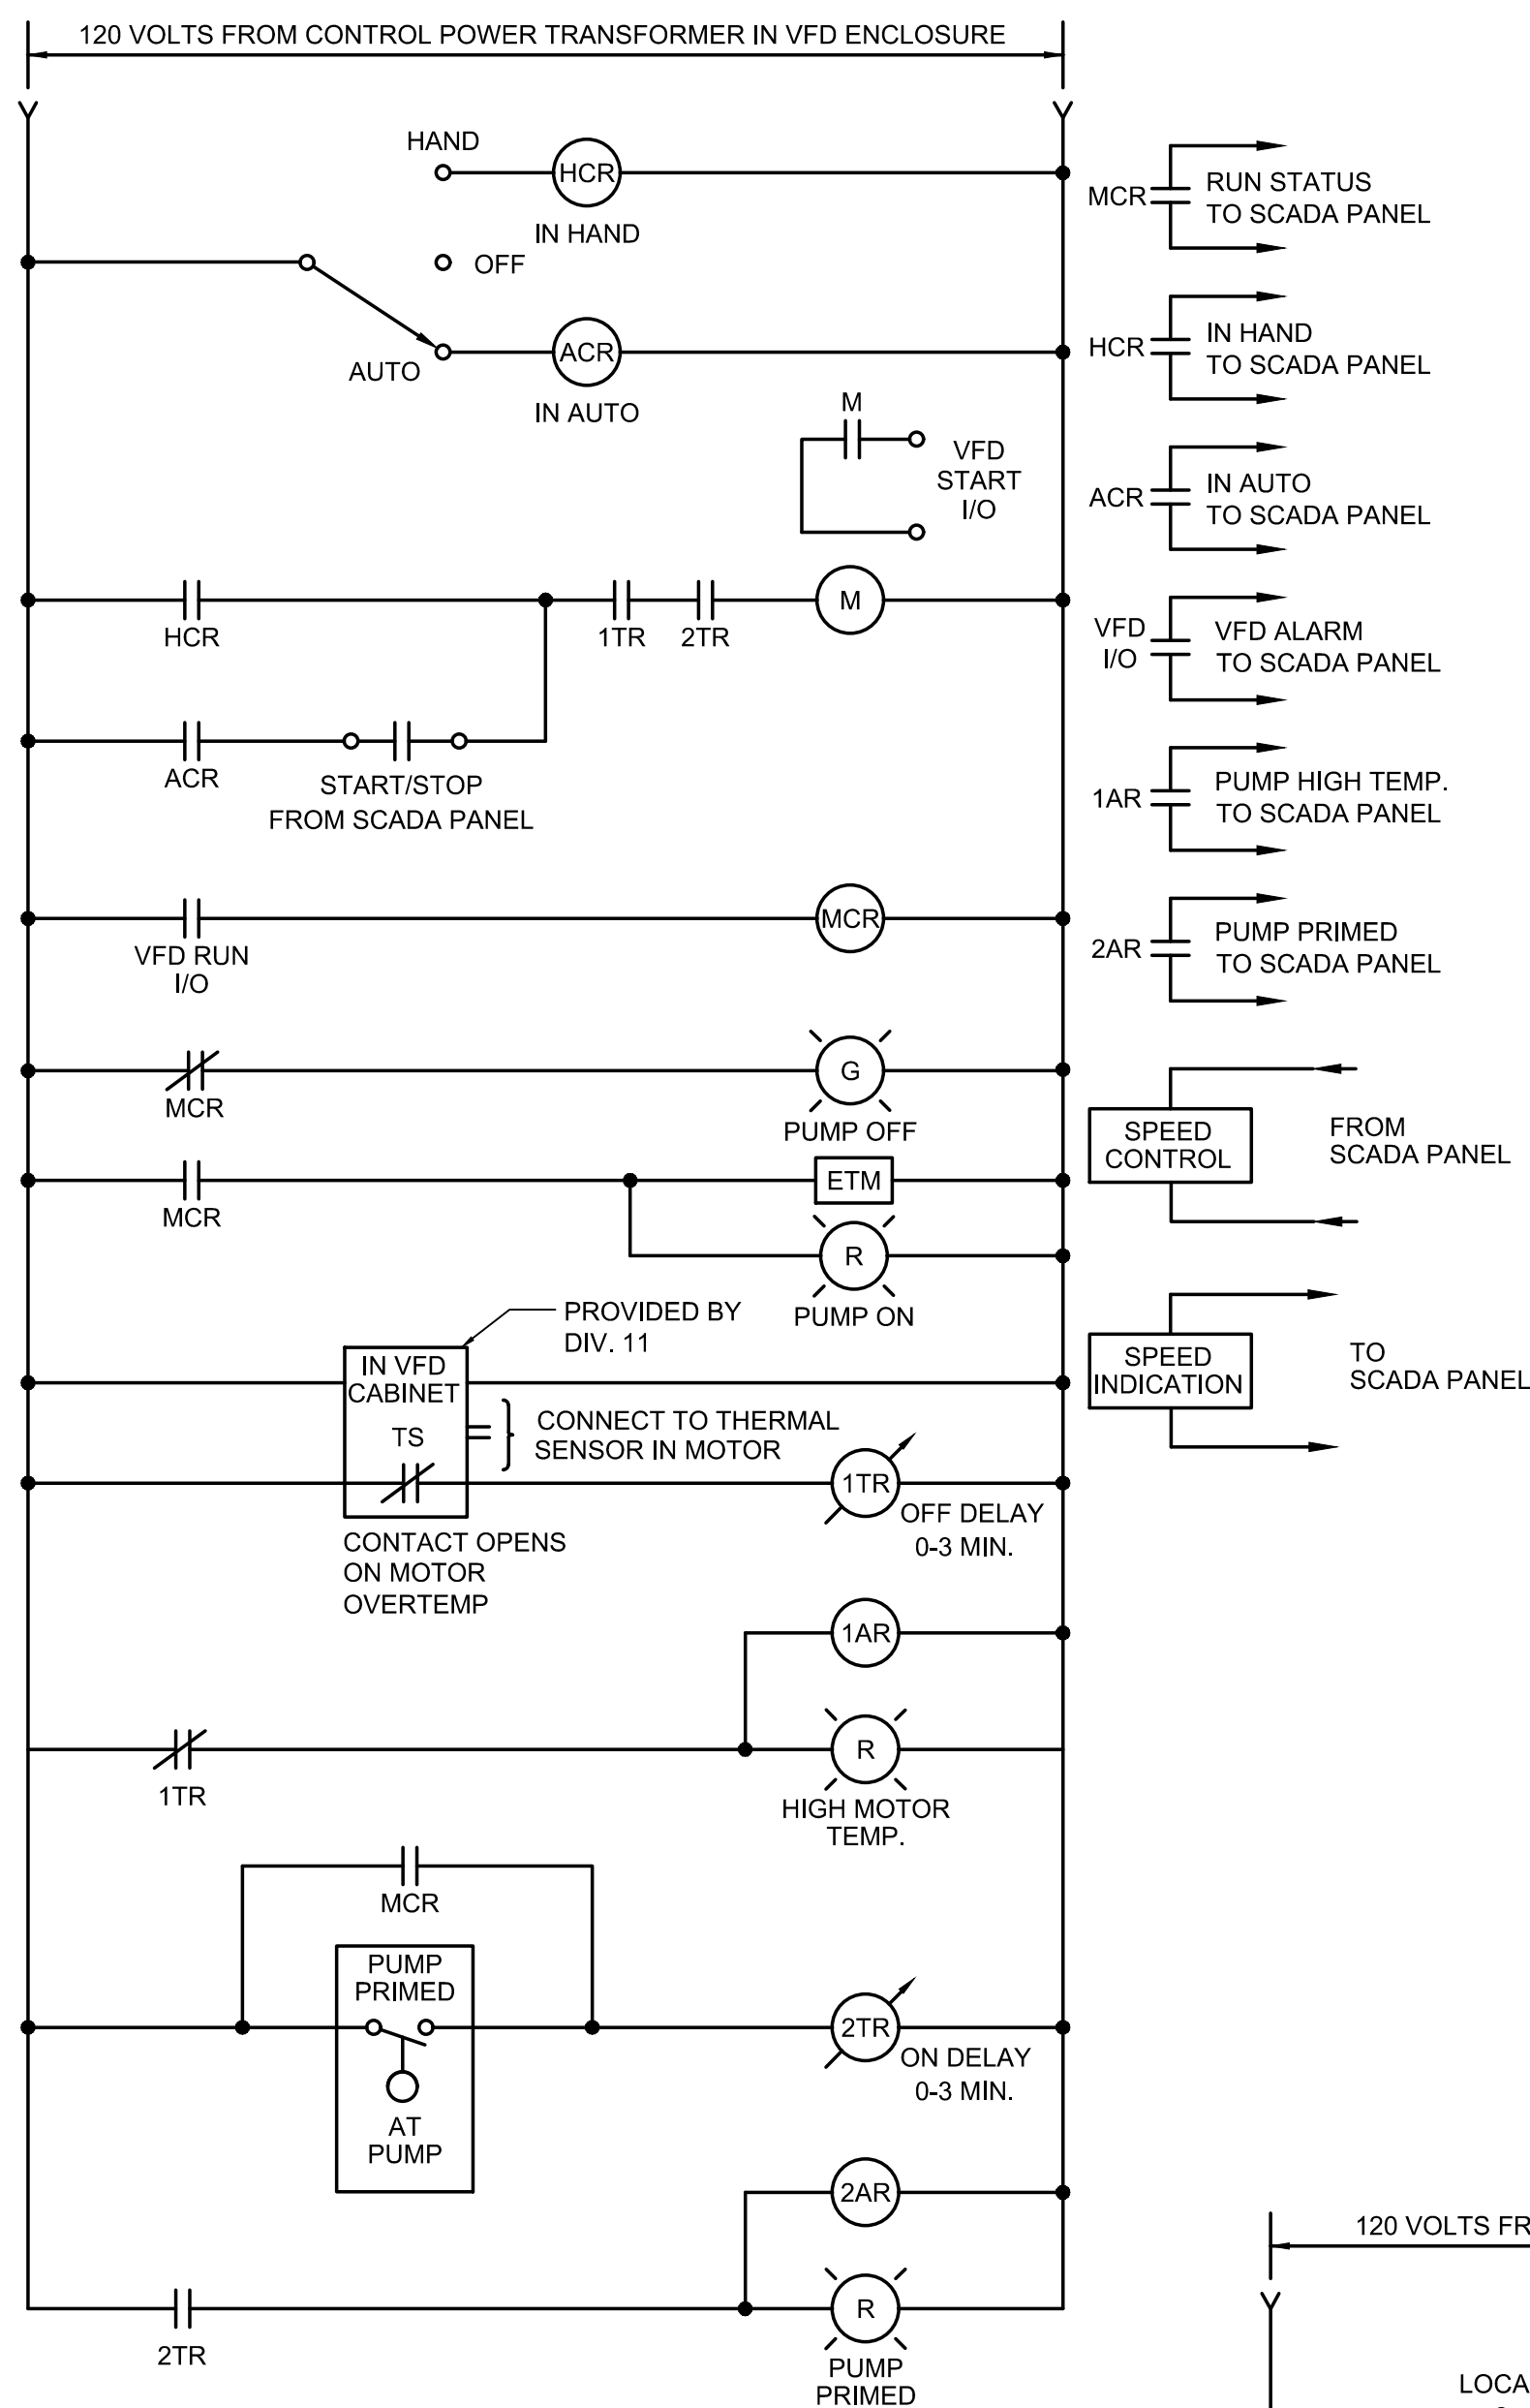 120 VOLTS FROM CONTROL POWER TRANSFORMER IN VFD ENCLOSURE
HAND
HCR
IN HAND
OFF
ACR
AUTO
IN AUTO
M
VFD
START
I/O
HCR
1TR
2TR
M
ACR
START/STOP
FROM SCADA PANEL
VFD RUN
I/O
MCR
MCR
G
PUMP OFF
MCR
ETM
R
PUMP ON
PROVIDED BY
DIV. 11
IN VFD
CABINET
TS
CONNECT TO THERMAL
SENSOR IN MOTOR
1TR
OFF DELAY
0-3 MIN.
CONTACT OPENS
ON MOTOR
OVERTEMP
1AR
1TR
R
HIGH MOTOR
TEMP.
MCR
PUMP
PRIMED
AT
PUMP
2TR
ON DELAY
0-3 MIN.
2AR
2TR
R
PUMP
PRIMED
MCR
RUN STATUS
TO SCADA PANEL
HCR
IN HAND
TO SCADA PANEL
ACR
IN AUTO
TO SCADA PANEL
VFD
I/O
VFD ALARM
TO SCADA PANEL
1AR
PUMP HIGH TEMP.
TO SCADA PANEL
2AR
PUMP PRIMED
TO SCADA PANEL
SPEED
CONTROL
FROM
SCADA PANEL
SPEED
INDICATION
TO
SCADA PANEL
120 VOLTS FR
LOCA